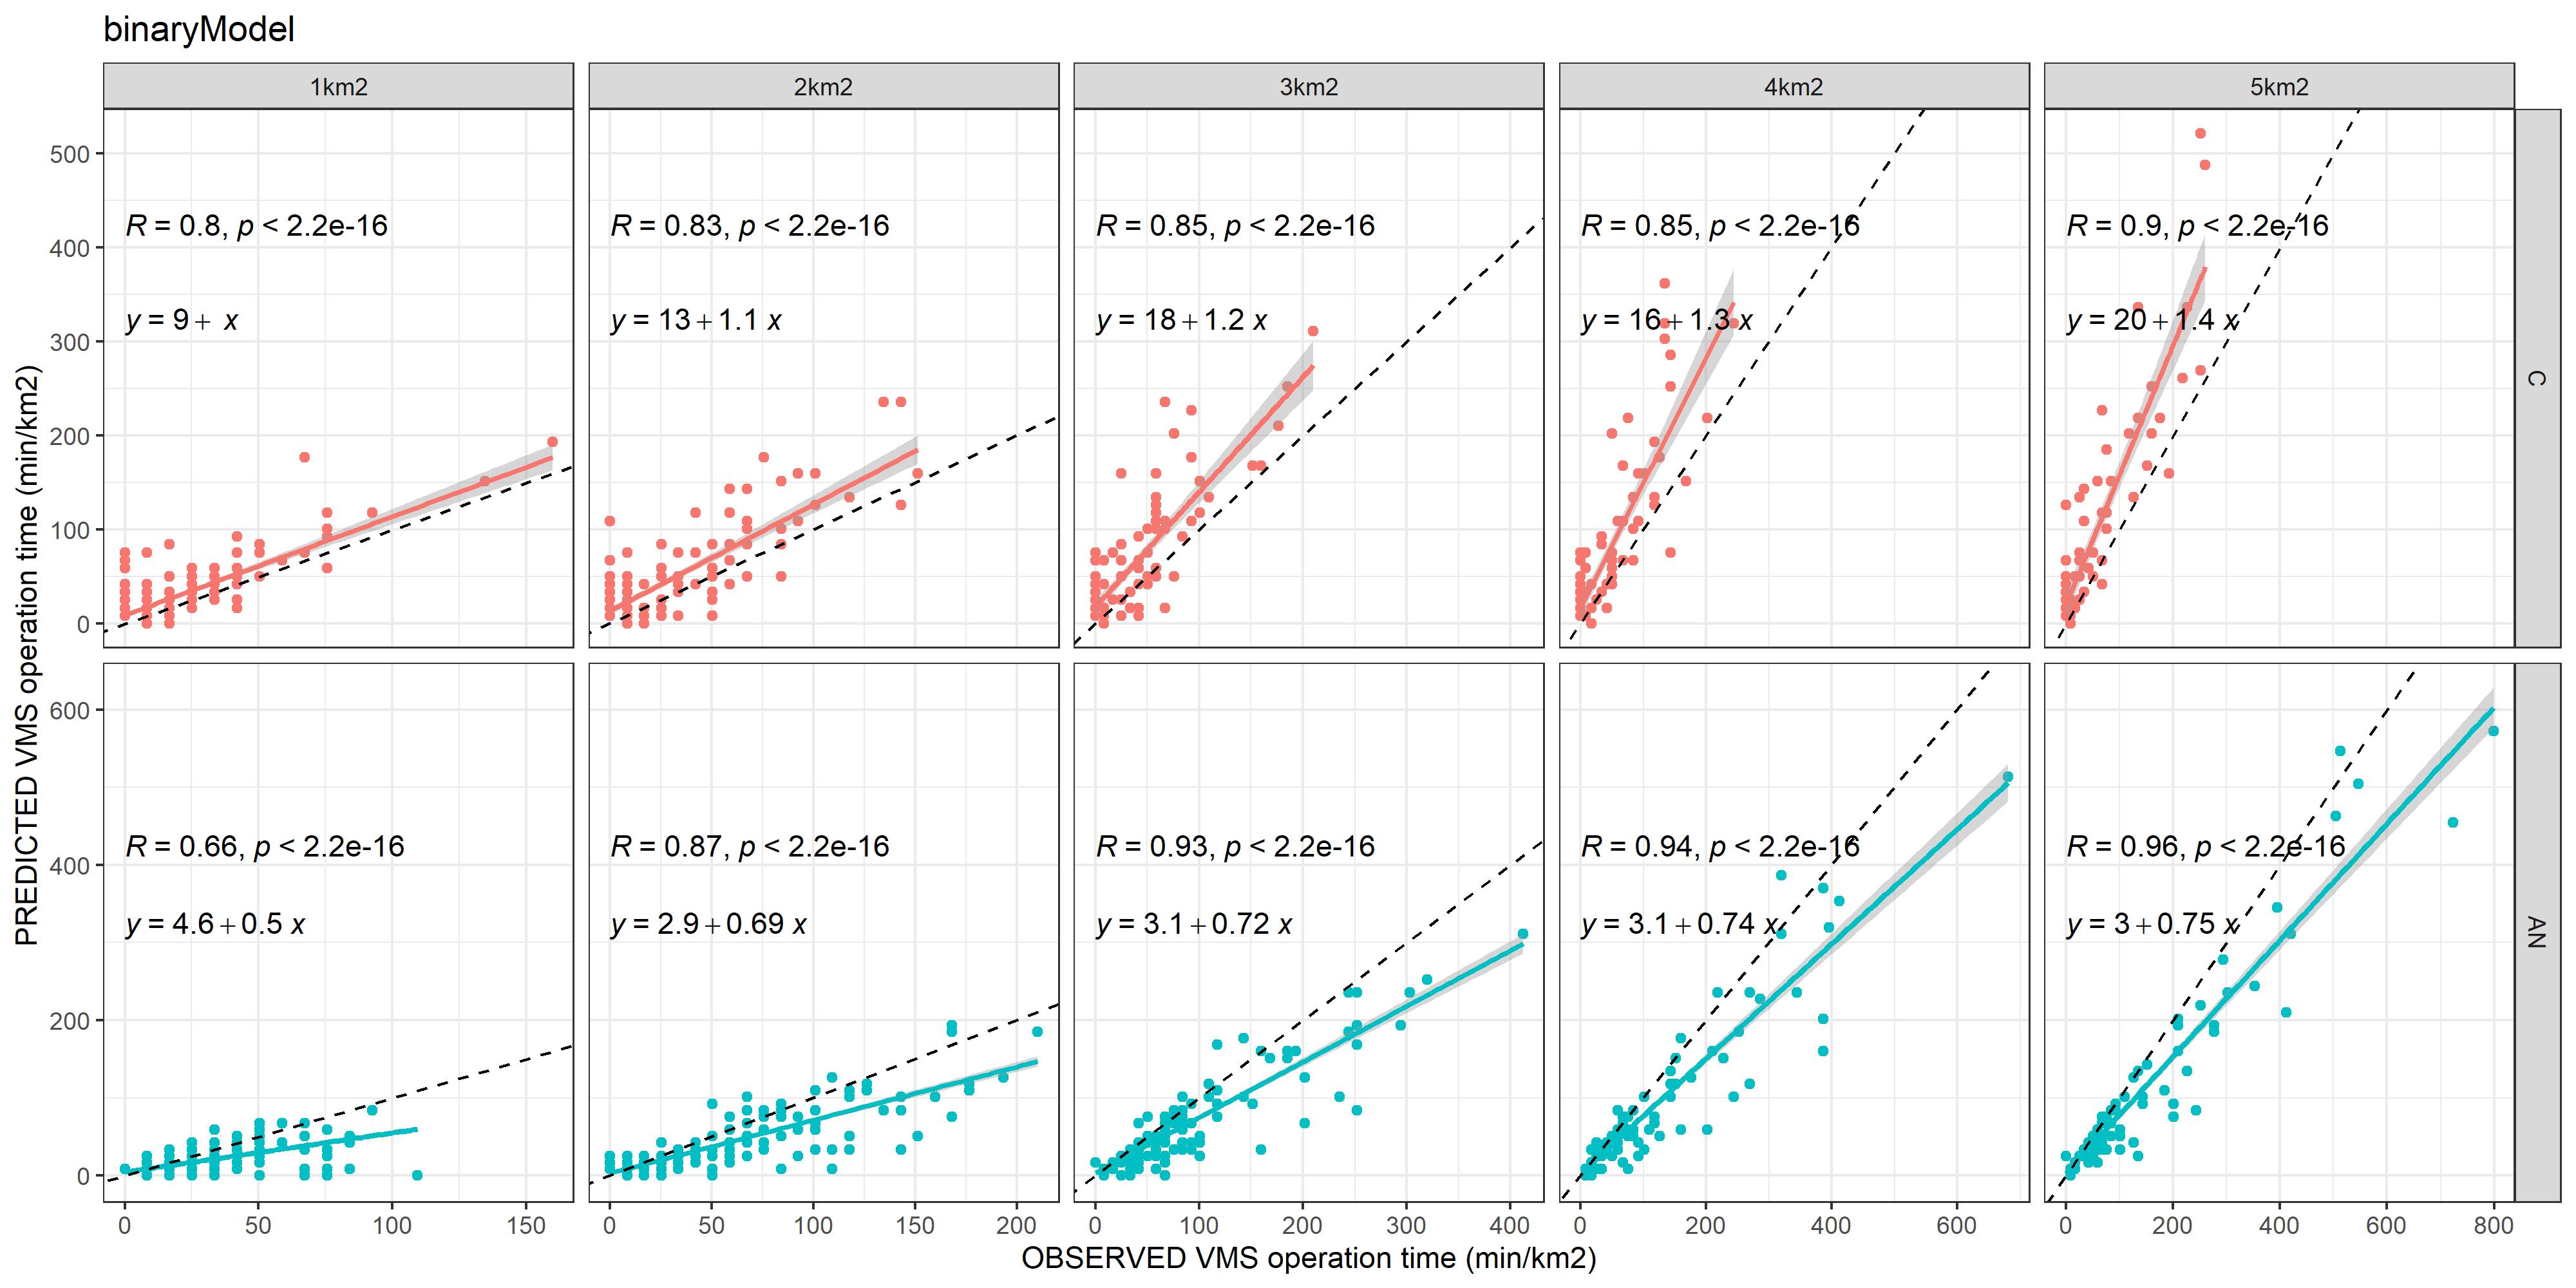 binaryModel
1km2 2km2 3km2 4km2 5km2
PREDICTED VMS operation time (min/km2)
500
400
300
200
100
0
R = 0.8, p < 2.2e-16
y = 9 + x
R = 0.83, p < 2.2e-16
y = 13 + 1.1 x
R = 0.85, p < 2.2e-16
y = 18 + 1.2 x
R = 0.85, p < 2.2e-16
y = 16 + 1.3 x
R = 0.9, p < 2.2e-16
y = 20 + 1.4 x
C
600
400
200
0
R = 0.66, p < 2.2e-16
y = 4.6 + 0.5 x
R = 0.87, p < 2.2e-16
y = 2.9 + 0.69 x
R = 0.93, p < 2.2e-16
y = 3.1 + 0.72 x
R = 0.94, p < 2.2e-16
y = 3.1 + 0.74 x
R = 0.96, p < 2.2e-16
y = 3 + 0.75 x
AN
0 50 100 150
0 50 100 150 200
0 100 200 300 400
0 200 400 600
0 200 400 600 800
OBSERVED VMS operation time (min/km2)